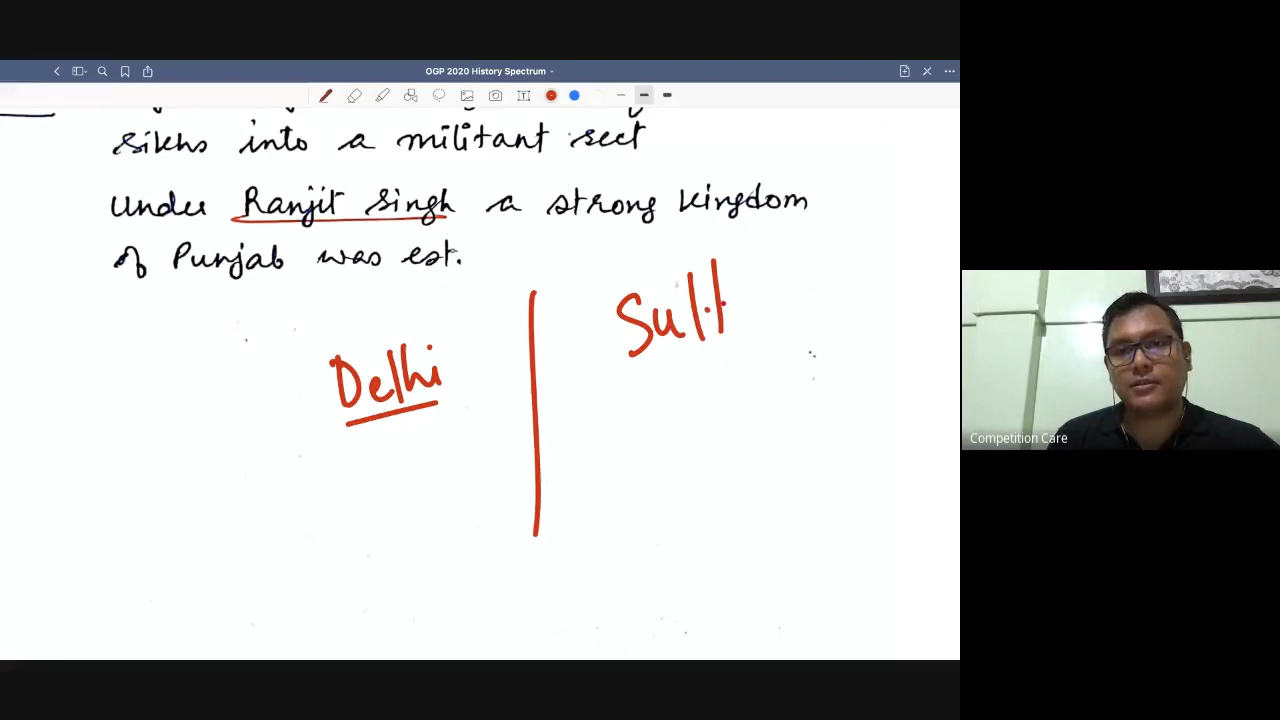 OGP 2020 History Spectrum
sikhs into a militant sect
under Ranjit Singh a strong kingdom
of Punjab was est.
Delhi
Competition Care